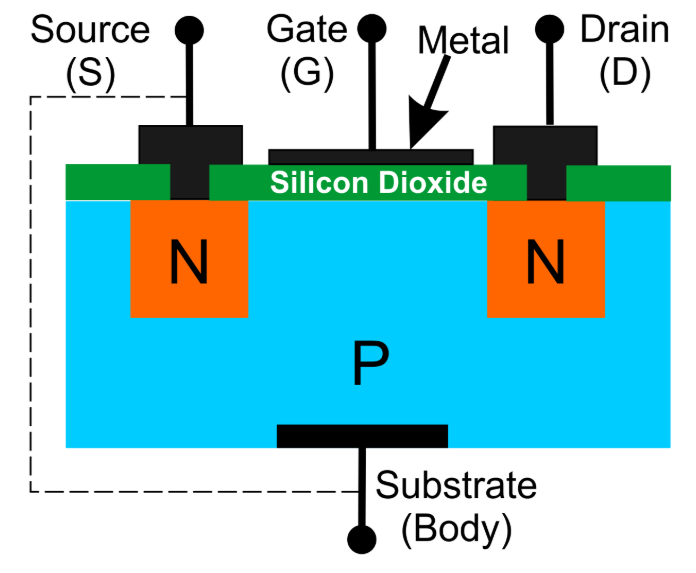 Source
(S)
Gate
(G)
Metal
Drain
(D)
Silicon Dioxide
N
N
P
Substrate
(Body)